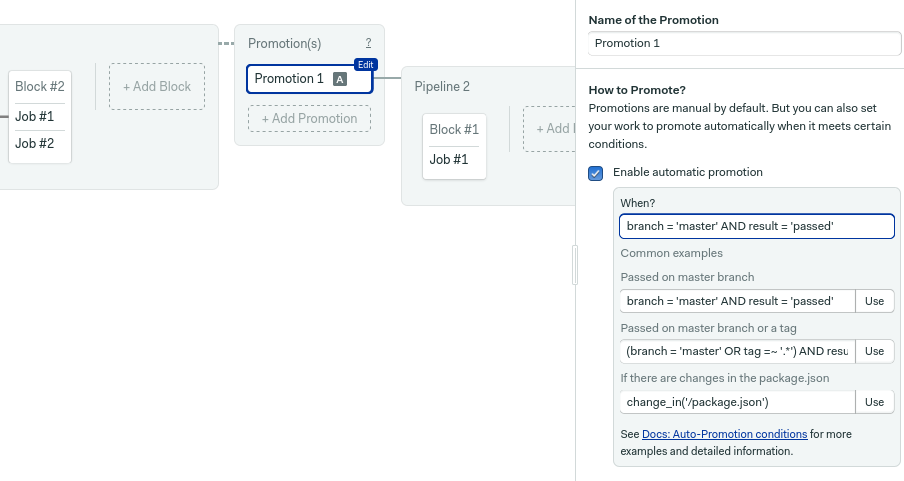 Block #2
Job #1
Job #2
+ Add Block
Promotion(s)
?
Edit
Promotion 1 A
+ Add Promotion
Pipeline 2
Block #1
Job #1
+ Add
Name of the Promotion
Promotion 1
How to Promote?
Promotions are manual by default. But you can also set
your work to promote automatically when it meets certain
conditions.
Enable automatic promotion
When?
branch = 'master' AND result = 'passed'
Common examples
Passed on master branch
branch = 'master' AND result = 'passed'
Use
Passed on master branch or a tag
(branch = 'master' OR tag =~ '.*') AND resu
Use
If there are changes in the package.json
change_in('/package.json')
Use
See Docs: Auto-Promotion conditions for more
examples and detailed information.